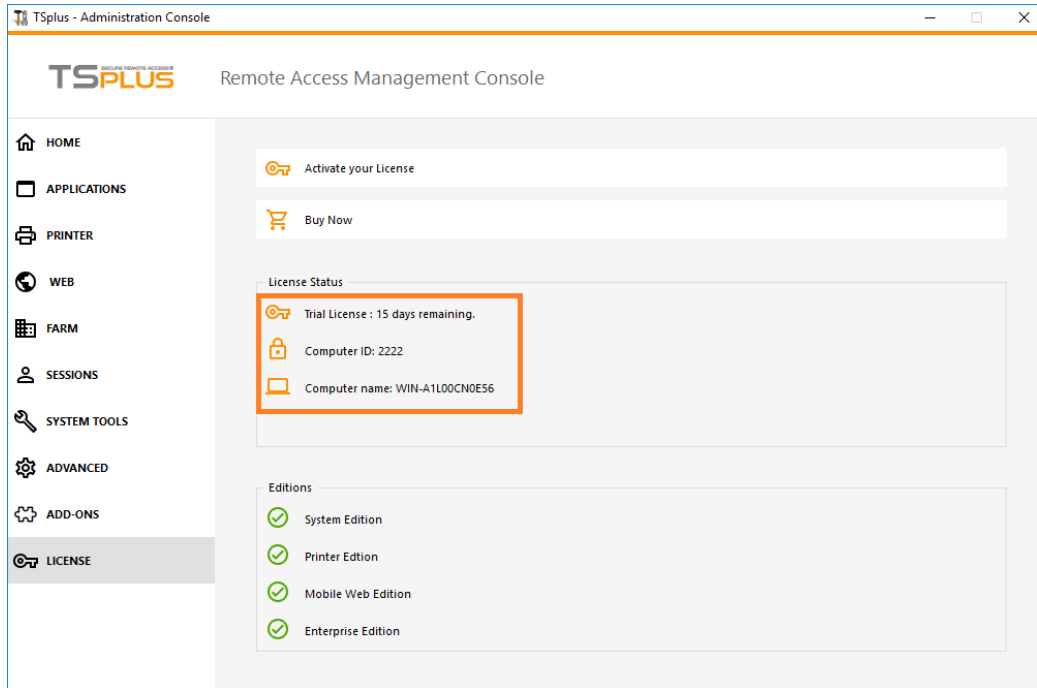 TSplus - Administration Console
SECURE REMOTE ACCESS
TSPLUS
Remote Access Management Console
HOME
APPLICATIONS
PRINTER
WEB
FARM
SESSIONS
SYSTEM TOOLS
ADVANCED
ADD-ONS
LICENSE
Activate your License
Buy Now
License Status
Trial License : 15 days remaining.
Computer ID: 2222
Computer name: WIN-A1L00CN0E56
Editions
System Edition
Printer Edtion
Mobile Web Edition
Enterprise Edition